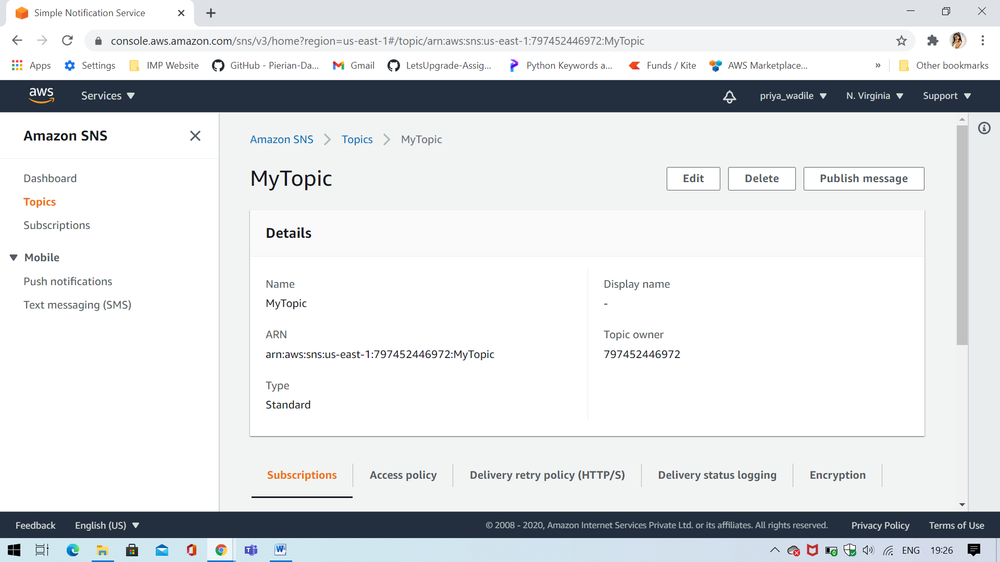 Simple Notification Service
console.aws.amazon.com/sns/v3/home?region=us-east-1#/topic/arn:aws:sns:us-east-1:797452446972:MyTopic
Apps Settings IMP Website GitHub - Pierian-Da... Gmail LetsUpgrade-Assig... Python Keywords a... Funds / Kite AWS Marketplace... » Other bookmarks
aws Services priya_wadile N. Virginia Support
Amazon SNS
Dashboard
Topics
Subscriptions
Mobile
Push notifications
Text messaging (SMS)
Amazon SNS Topics MyTopic
MyTopic
Edit Delete Publish message
Details
Name
MyTopic
ARN
arn:aws:sns:us-east-1:797452446972:MyTopic
Type
Standard
Display name
-
Topic owner
797452446972
Subscriptions Access policy Delivery retry policy (HTTP/S) Delivery status logging Encryption
Feedback English (US) © 2008 - 2020, Amazon Internet Services Private Ltd. or its affiliates. All rights reserved. Privacy Policy Terms of Use
ENG 19:26